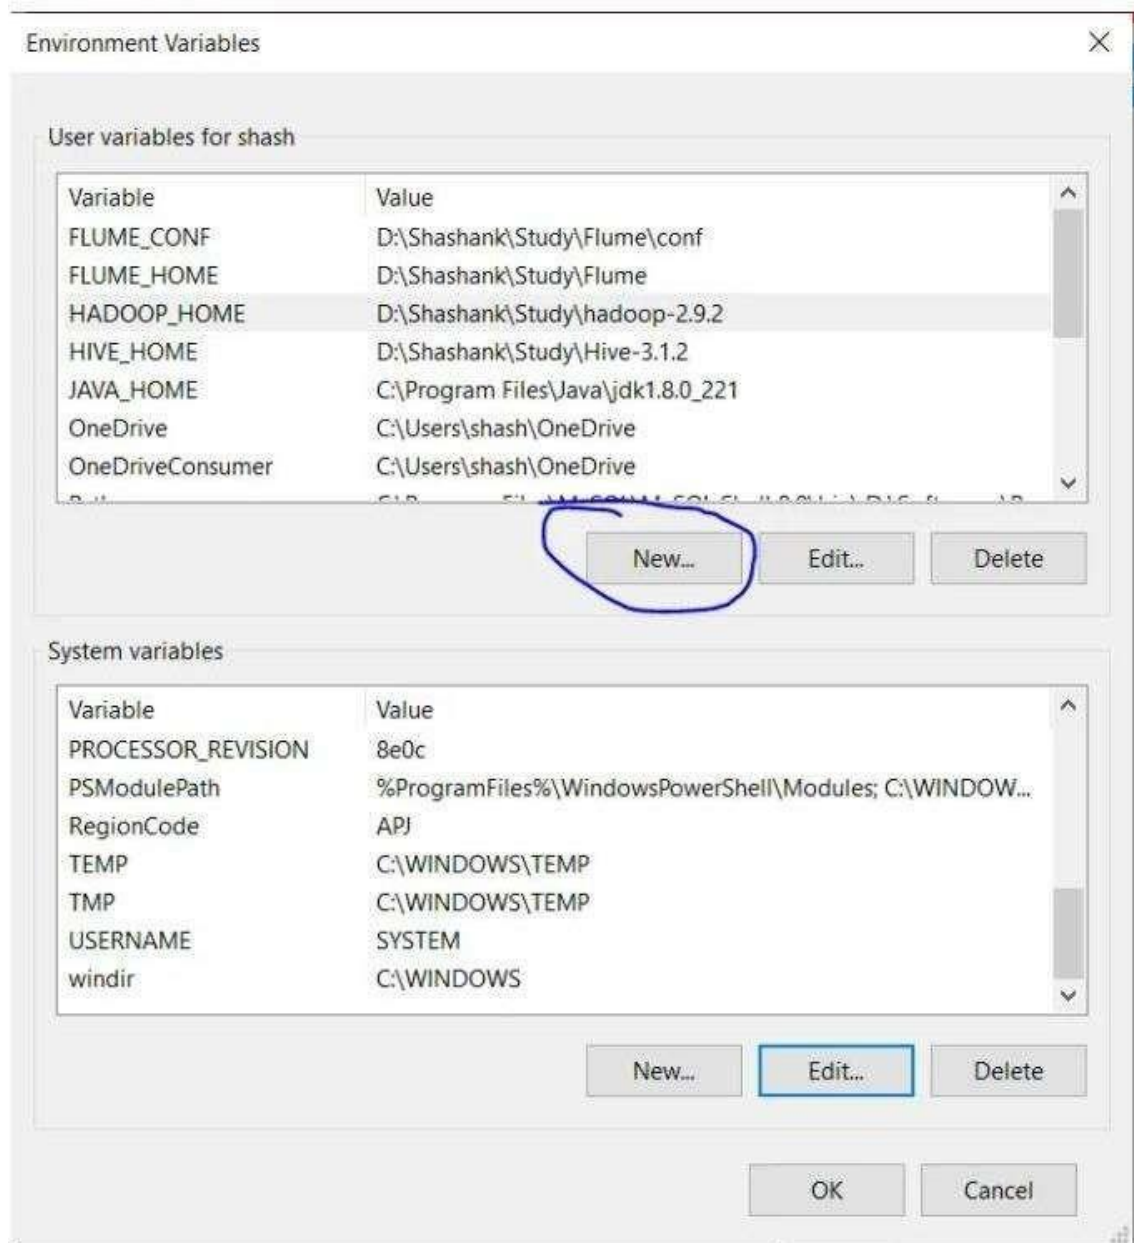 Environment Variables
User variables for shash
Variable Value
FLUME_CONF D:\Shashank\Study\Flume\conf
FLUME_HOME D:\Shashank\Study\Flume
HADOOP_HOME D:\Shashank\Study\hadoop-2.9.2
HIVE_HOME D:\Shashank\Study\Hive-3.1.2
JAVA_HOME C:\Program Files\Java\jdk1.8.0_221
OneDrive C:\Users\shash\OneDrive
OneDriveConsumer C:\Users\shash\OneDrive
New... Edit... Delete
System variables
Variable Value
PROCESSOR_REVISION 8e0c
PSModulePath %ProgramFiles%\WindowsPowerShell\Modules; C:\WINDOW...
RegionCode APJ
TEMP C:\WINDOWS\TEMP
TMP C:\WINDOWS\TEMP
USERNAME SYSTEM
windir C:\WINDOWS
New... Edit... Delete
OK Cancel